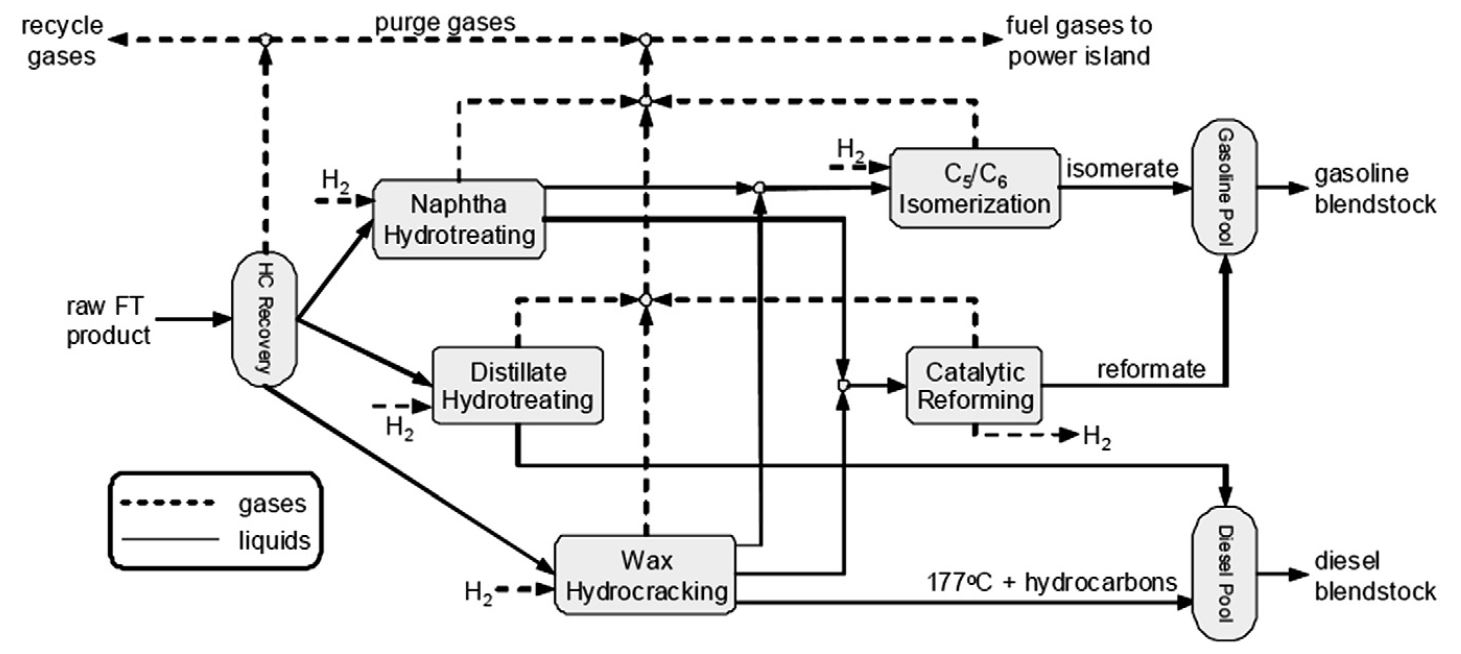 recycle
gases
purge gases
fuel gases to
power island
H2
C5/C6
Isomerization
isomerate
Gasoline Pool
gasoline
blendstock
H2
Naphtha
Hydrotreating
HC Recovery
raw FT
product
Distillate
Hydrotreating
H2
Catalytic
Reforming
reformate
H2
gases
liquids
Wax
Hydrocracking
H2
177ºC + hydrocarbons
Diesel Pool
diesel
blendstock